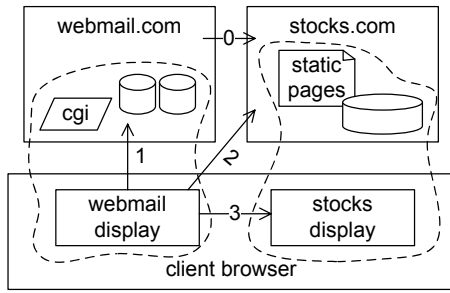 webmail.com
stocks.com
0
static
pages
cgi
1
2
webmail
display
3
stocks
display
client browser